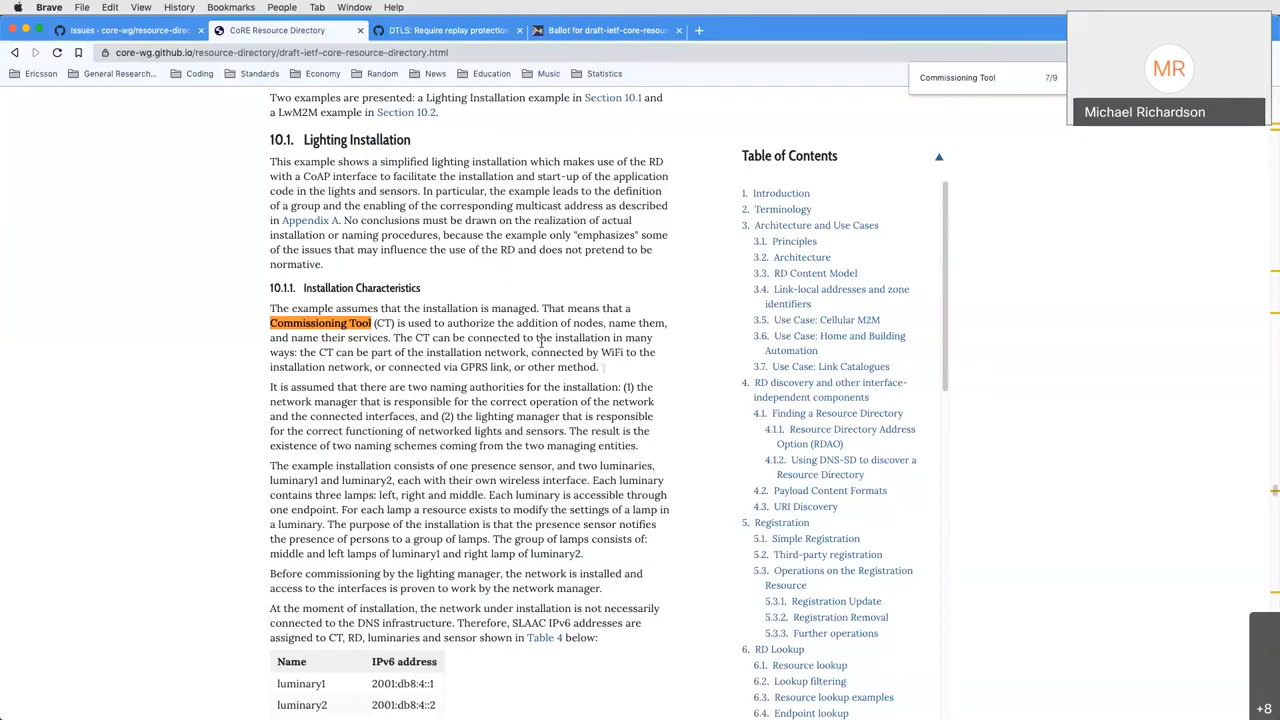 Brave File Edit View History Bookmarks People Tab Window Help
Issues · core-wg/resource-direc
CoRE Resource Directory
DTLS: Require replay protection
Ballot for draft-ietf-core-resou
core-wg.github.io/resource-directory/draft-ietf-core-resource-directory.html
Ericsson General Research... Coding Standards Economy Random News Education Music Statistics
Commissioning Tool 7/9
MR
Michael Richardson
Two examples are presented: a Lighting Installation example in Section 10.1 and
a LwM2M example in Section 10.2.
10.1. Lighting Installation
This example shows a simplified lighting installation which makes use of the RD
with a CoAP interface to facilitate the installation and start-up of the application
code in the lights and sensors. In particular, the example leads to the definition
of a group and the enabling of the corresponding multicast address as described
in Appendix A. No conclusions must be drawn on the realization of actual
installation or naming procedures, because the example only "emphasizes" some
of the issues that may influence the use of the RD and does not pretend to be
normative.
10.1.1. Installation Characteristics
The example assumes that the installation is managed. That means that a
Commissioning Tool (CT) is used to authorize the addition of nodes, name them,
and name their services. The CT can be connected to the installation in many
ways: the CT can be part of the installation network, connected by WiFi to the
installation network, or connected via GPRS link, or other method.
It is assumed that there are two naming authorities for the installation: (1) the
network manager that is responsible for the correct operation of the network
and the connected interfaces, and (2) the lighting manager that is responsible
for the correct functioning of networked lights and sensors. The result is the
existence of two naming schemes coming from the two managing entities.
The example installation consists of one presence sensor, and two luminaries,
luminary1 and luminary2, each with their own wireless interface. Each luminary
contains three lamps: left, right and middle. Each luminary is accessible through
one endpoint. For each lamp a resource exists to modify the settings of a lamp in
a luminary. The purpose of the installation is that the presence sensor notifies
the presence of persons to a group of lamps. The group of lamps consists of:
middle and left lamps of luminary1 and right lamp of luminary2.
Before commissioning by the lighting manager, the network is installed and
access to the interfaces is proven to work by the network manager.
At the moment of installation, the network under installation is not necessarily
connected to the DNS infrastructure. Therefore, SLAAC IPv6 addresses are
assigned to CT, RD, luminaries and sensor shown in Table 4 below:
Name IPv6 address
luminary1 2001:db8:4::1
luminary2 2001:db8:4::2
Table of Contents
1. Introduction
2. Terminology
3. Architecture and Use Cases
3.1. Principles
3.2. Architecture
3.3. RD Content Model
3.4. Link-local addresses and zone
identifiers
3.5. Use Case: Cellular M2M
3.6. Use Case: Home and Building
Automation
3.7. Use Case: Link Catalogues
4. RD discovery and other interface-
independent components
4.1. Finding a Resource Directory
4.1.1. Resource Directory Address
Option (RDAO)
4.1.2. Using DNS-SD to discover a
Resource Directory
4.2. Payload Content Formats
4.3. URI Discovery
5. Registration
5.1. Simple Registration
5.2. Third-party registration
5.3. Operations on the Registration
Resource
5.3.1. Registration Update
5.3.2. Registration Removal
5.3.3. Further operations
6. RD Lookup
6.1. Resource lookup
6.2. Lookup filtering
6.3. Resource lookup examples
6.4. Endpoint lookup
+8